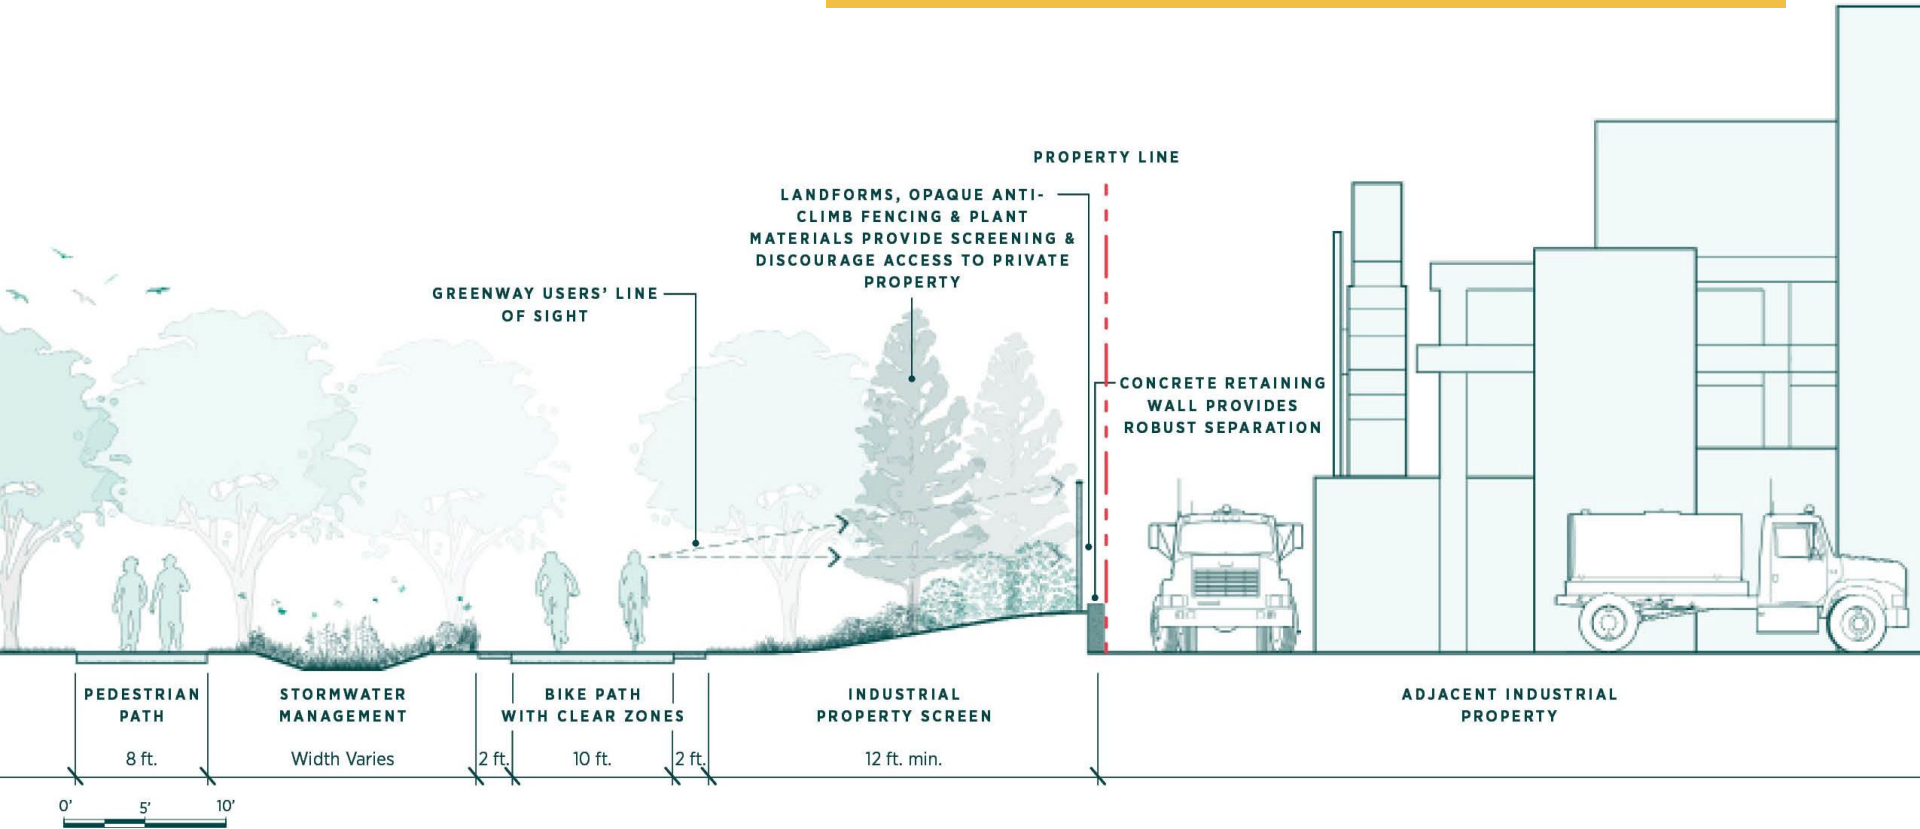 PROPERTY LINE
LANDFORMS, OPAQUE ANTI-
CLIMB FENCING & PLANT
MATERIALS PROVIDE SCREENING &
DISCOURAGE ACCESS TO PRIVATE
PROPERTY
GREENWAY USERS’ LINE
OF SIGHT
CONCRETE RETAINING
WALL PROVIDES
ROBUST SEPARATION
PEDESTRIAN
PATH
STORMWATER
MANAGEMENT
BIKE PATH
WITH CLEAR ZONES
INDUSTRIAL
PROPERTY SCREEN
ADJACENT INDUSTRIAL
PROPERTY
8 ft.
Width Varies
2 ft.
10 ft.
2 ft.
12 ft. min.
0’
5’
10’